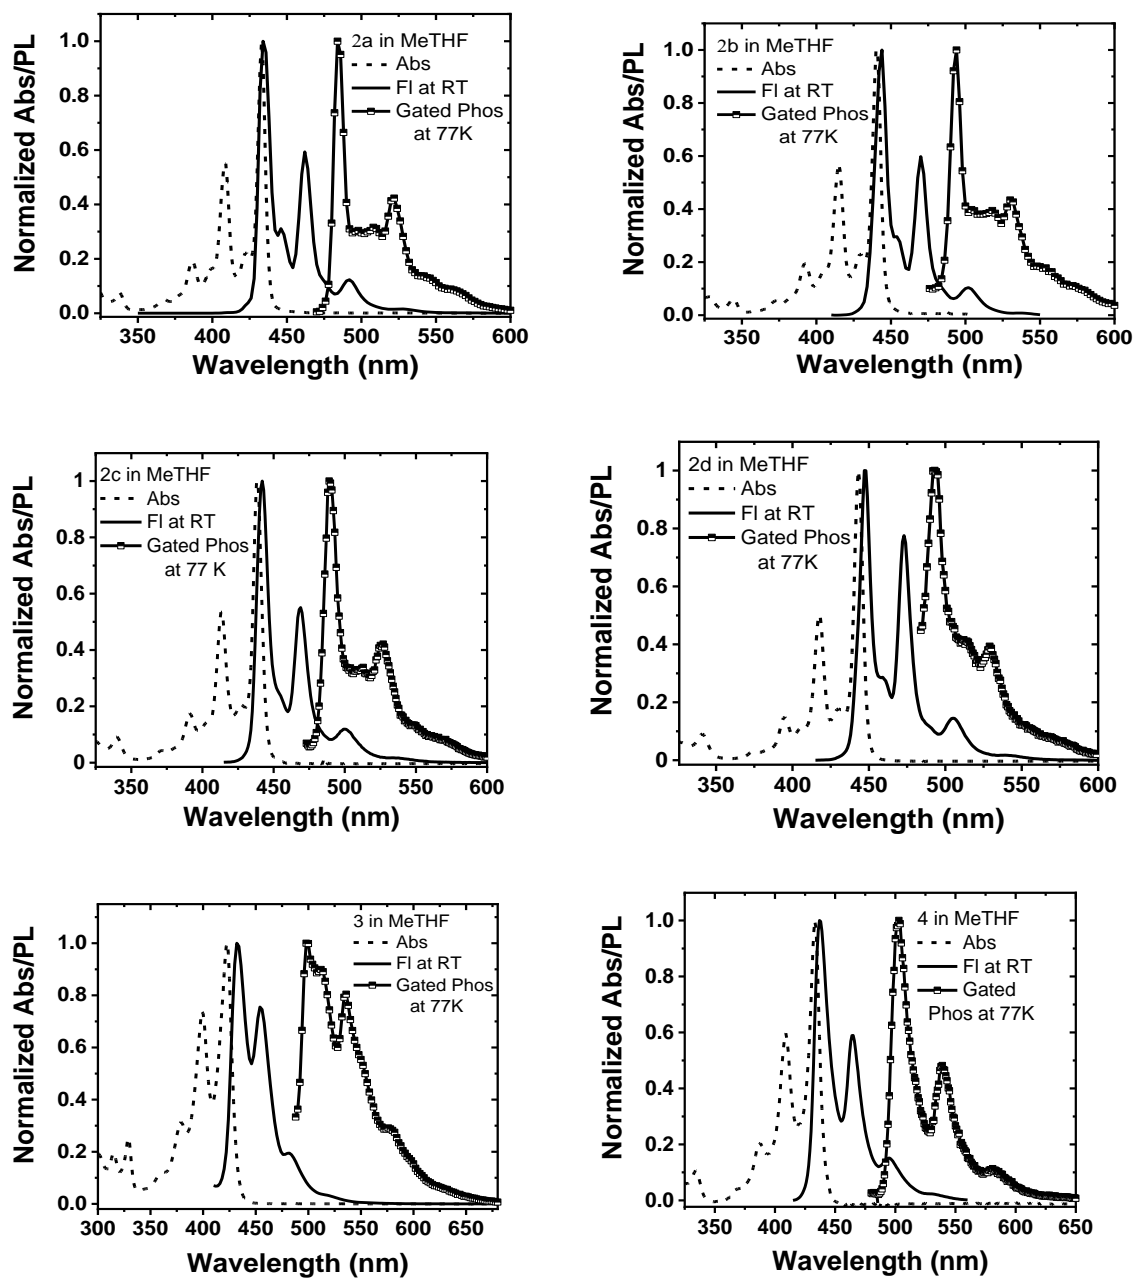 2a in MeTHF
Abs
Fl at RT
Gated Phos
at 77K
Normalized Abs/PL
1.0
0.8
0.6
0.4
0.2
0.0
350 400 450 500 550 600
Wavelength (nm)
2b in MeTHF
Abs
Fl at RT
Gated Phos
at 77K
Normalized Abs/PL
1.0
0.8
0.6
0.4
0.2
0.0
350 400 450 500 550 600
Wavelength (nm)
2c in MeTHF
Abs
Fl at RT
Gated Phos
at 77 K
Normalized Abs/PL
1
0.8
0.6
0.4
0.2
0
350 400 450 500 550 600
Wavelength (nm)
2d in MeTHF
Abs
Fl at RT
Gated Phos
at 77K
Normalized Abs/PL
1
0.8
0.6
0.4
0.2
0
350 400 450 500 550 600
Wavelength (nm)
3 in MeTHF
Abs
Fl at RT
Gated Phos
at 77K
Normalized Abs/PL
1.0
0.8
0.6
0.4
0.2
0.0
300 350 400 450 500 550 600 650
Wavelength (nm)
4 in MeTHF
Abs
Fl at RT
Gated
Phos at 77K
Normalized Abs/PL
1.0
0.8
0.6
0.4
0.2
0.0
350 400 450 500 550 600 650
Wavelength (nm)